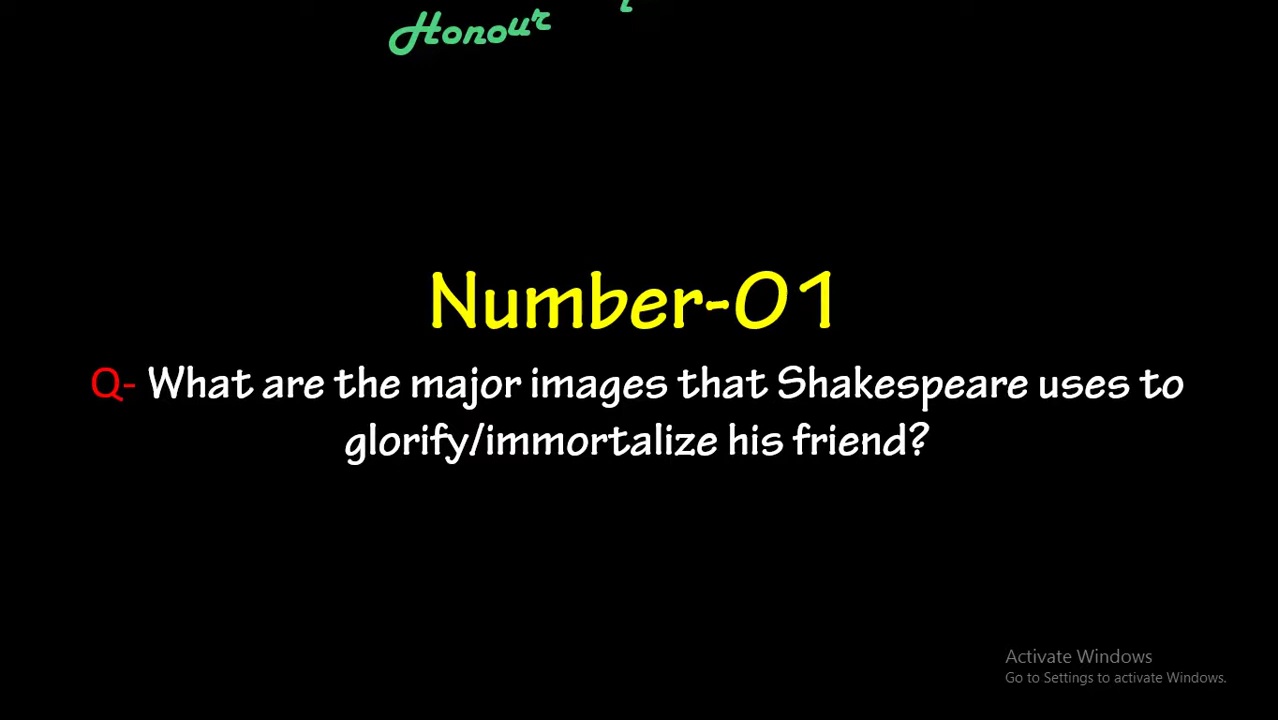 Honour
Number-01
Q- What are the major images that Shakespeare uses to
glorify/immortalize his friend?
Activate Windows
Go to Settings to activate Windows.